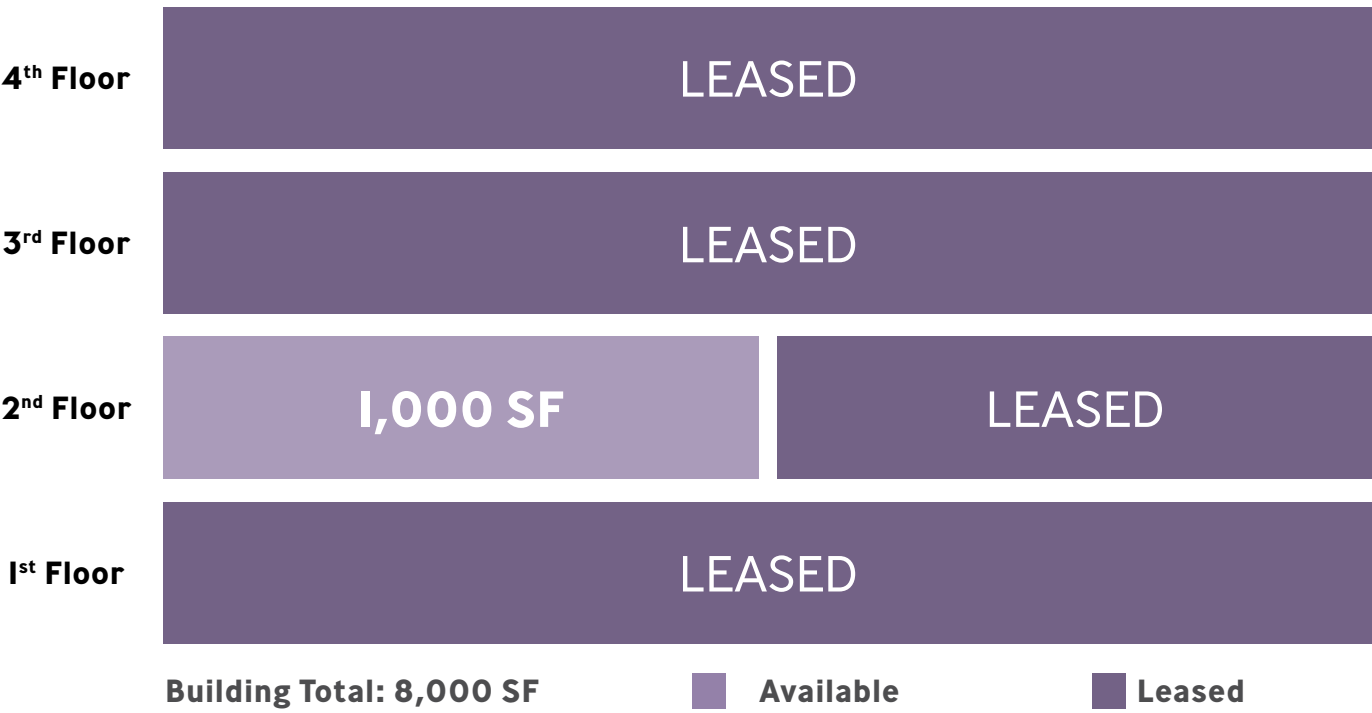 4th Floor LEASED
3rd Floor LEASED
2nd Floor 1,000 SF LEASED
1st Floor LEASED
Building Total: 8,000 SF Available Leased